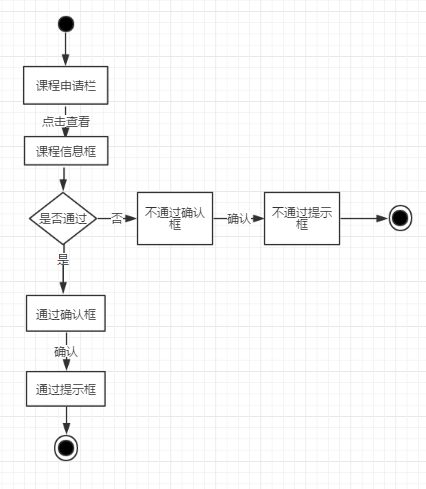 课程申请栏
点击查看
课程信息框
是否通过
否
不通过确认
框
确认
不通过提示
框
是
通过确认框
确认
通过提示框